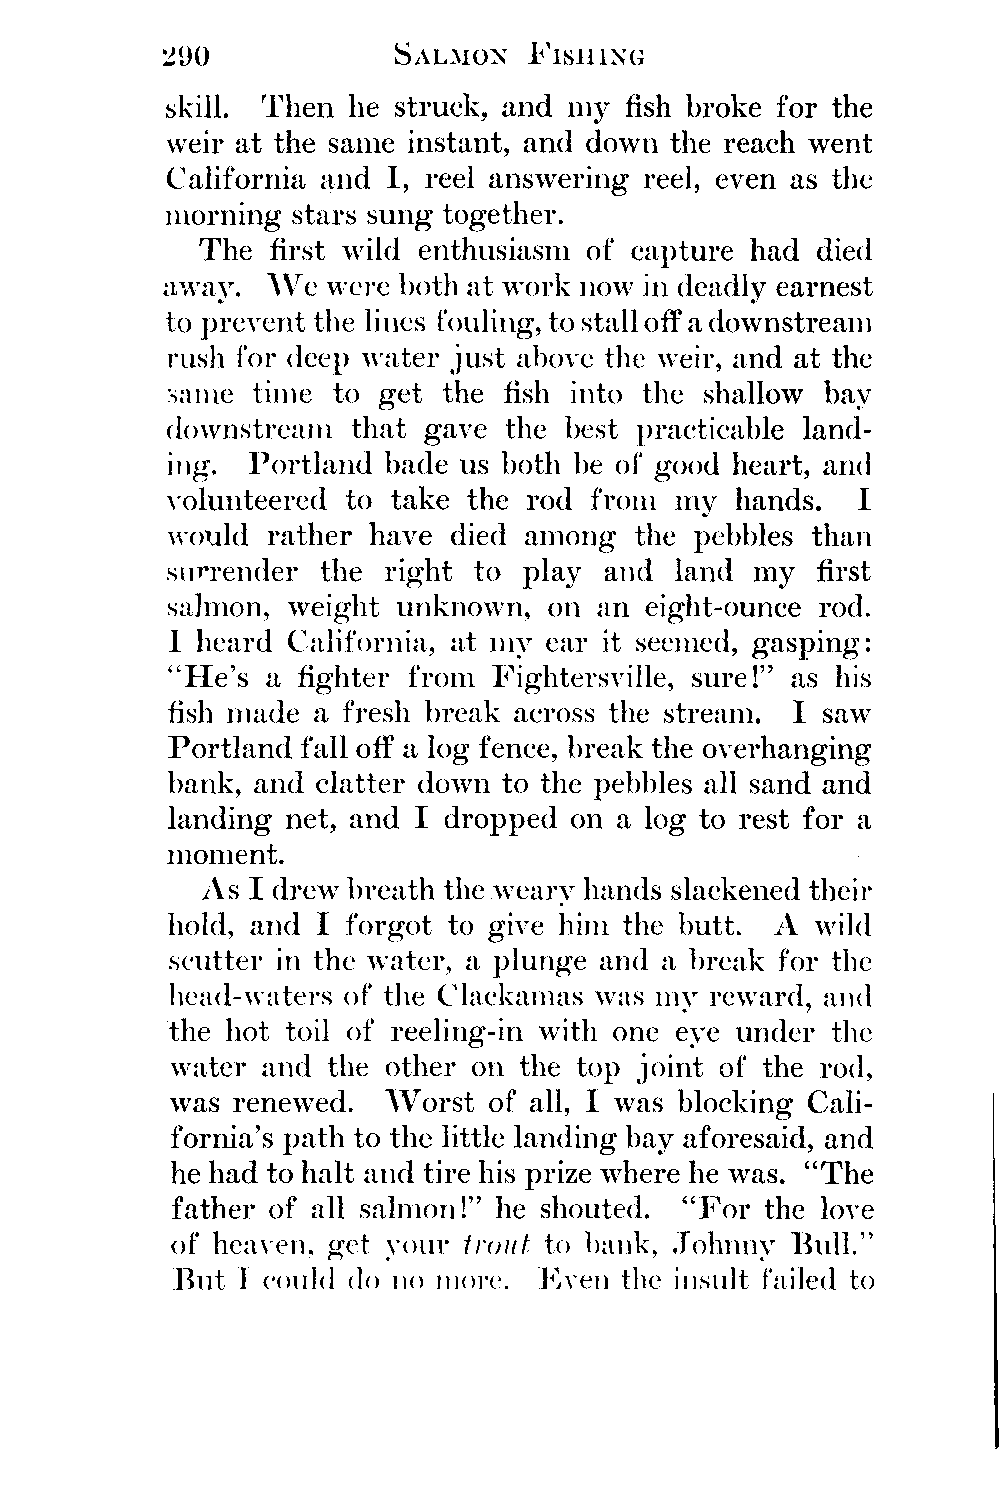 290 Salmon Fishing
skill. Then he struck, and my fish broke for the
weir at the same instant, and down the reach went
California and I, reel answering reel, even as the
morning stars sung together.
The first wild enthusiasm of capture had died
away. We were both at work now in deadly earnest
to prevent the lines fouling, to stall off a downstream
rush for deep water just above the weir, and at the
same time to get the fish into the shallow bay
downstream that gave the best practicable land-
ing. Portland bade us both be of good heart, and
volunteered to take the rod from my hands. I
would rather have died among the pebbles than
surrender the right to play and land my first
salmon, weight unknown, on an eight-ounce rod.
I heard California, at my ear it seemed, gasping:
“He's a fighter from Fightersville, sure!” as his
fish made a fresh break across the stream. I saw
Portland fall off a log fence, break the overhanging
bank, and clatter down to the pebbles all sand and
landing net, and I dropped on a log to rest for a
moment.
As I drew breath the weary hands slackened their
hold, and I forgot to give him the butt. A wild
scutter in the water, a plunge and a break for the
head-waters of the Clackamas was my reward, and
the hot toil of reeling-in with one eye under the
water and the other on the top joint of the rod,
was renewed. Worst of all, I was blocking Cali-
fornia's path to the little landing bay aforesaid, and
he had to halt and tire his prize where he was. “The
father of all salmon!” he shouted. “For the love
of heaven, get your trout to bank, Johnny Bull.”
But I could do no more. Even the insult failed to